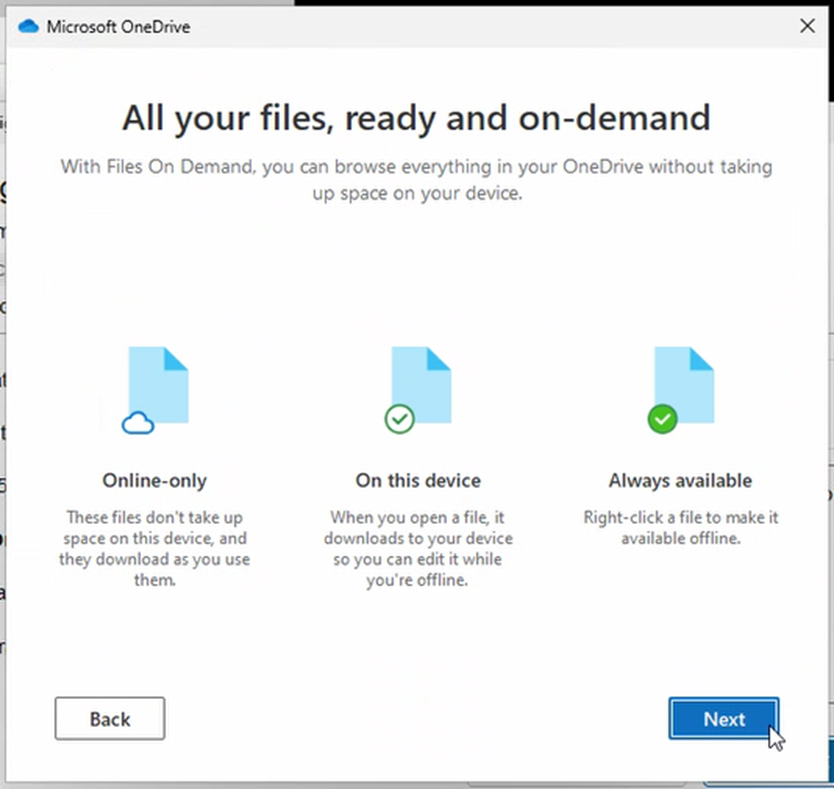 Microsoft OneDrive
All your files, ready and on-demand
With Files On Demand, you can browse everything in your OneDrive without taking
up space on your device.
Online-only
These files don't take up
space on this device, and
they download as you use
them.
On this device
When you open a file, it
downloads to your device
so you can edit it while
you're offline.
Always available
Right-click a file to make it
available offline.
Back
Next